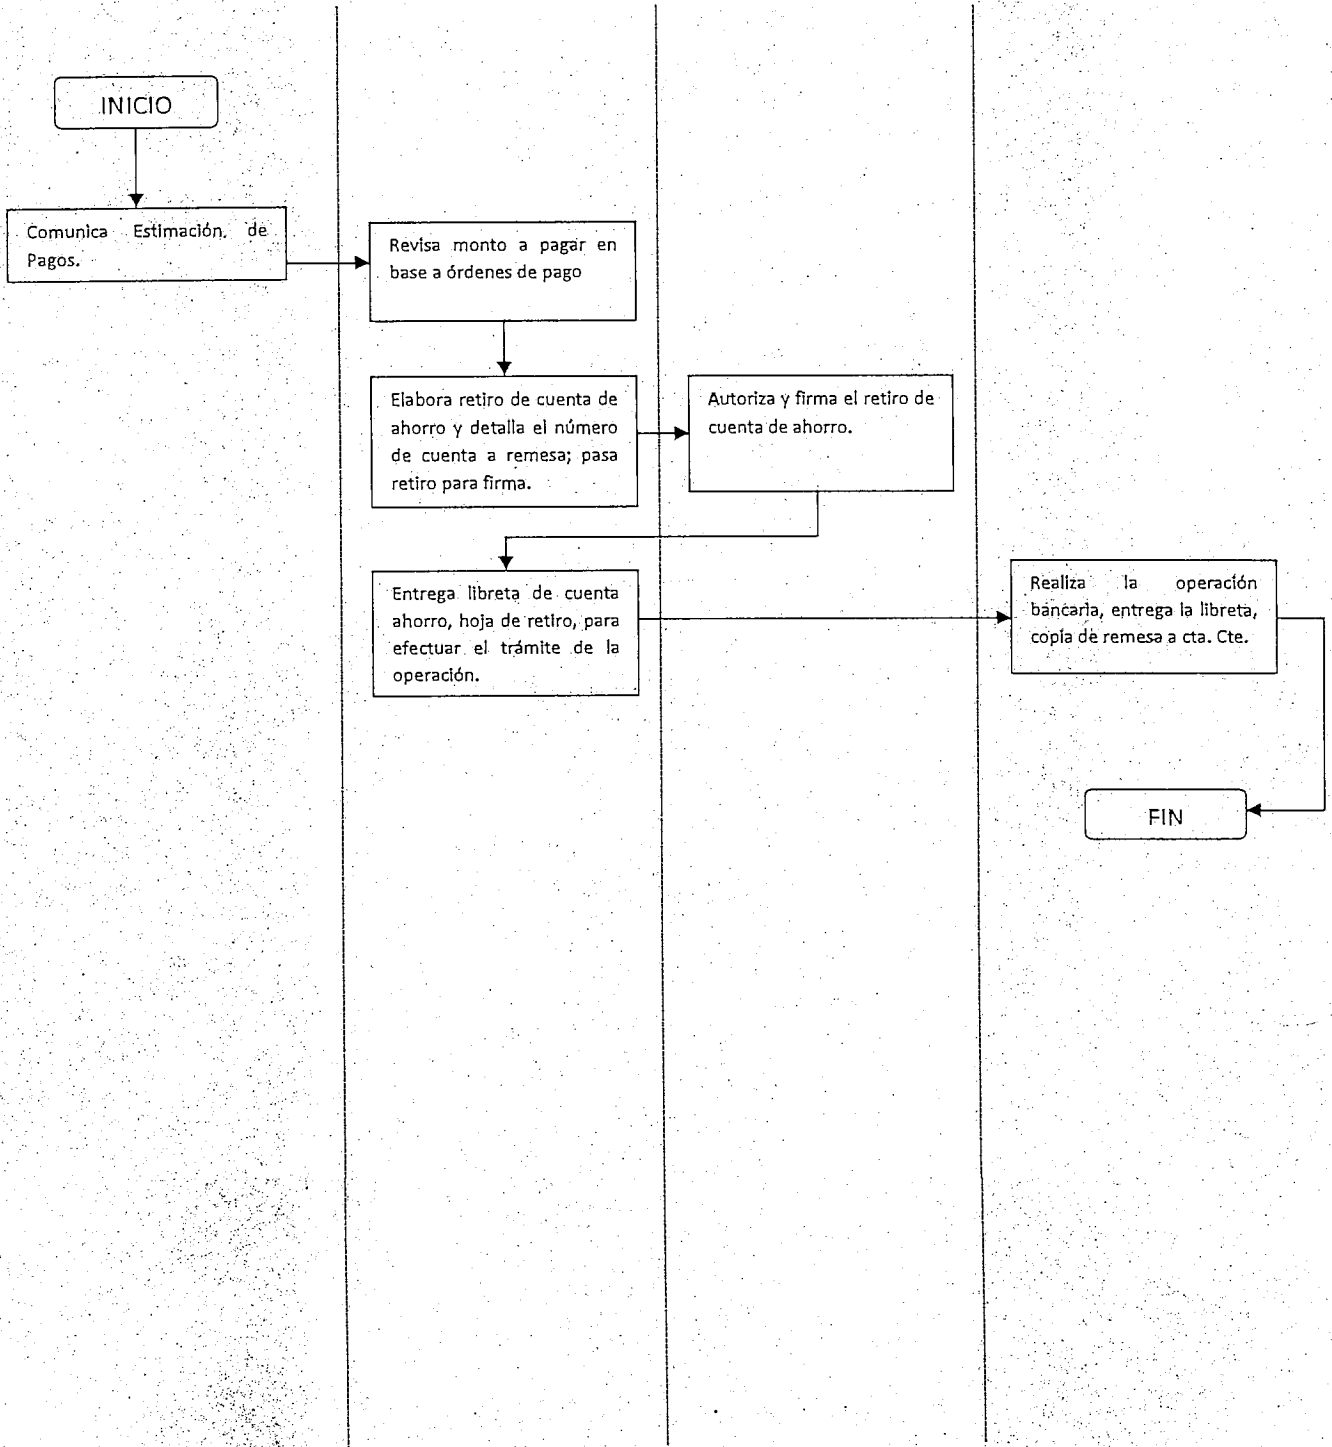 INICIO
Comunica Estimación de
Pagos.
Revisa monto a pagar en
base a órdenes de pago
Elabora retiro de cuenta de
ahorro y detalla el número
de cuenta a remesa; pasa
retiro para firma.
Autoriza y firma el retiro de
cuenta de ahorro.
Entrega libreta de cuenta
ahorro, hoja de retiro, para
efectuar el trámite de la
operación.
Realiza la operación
bancaria, entrega la libreta,
copia de remesa a cta. Cte.
FIN